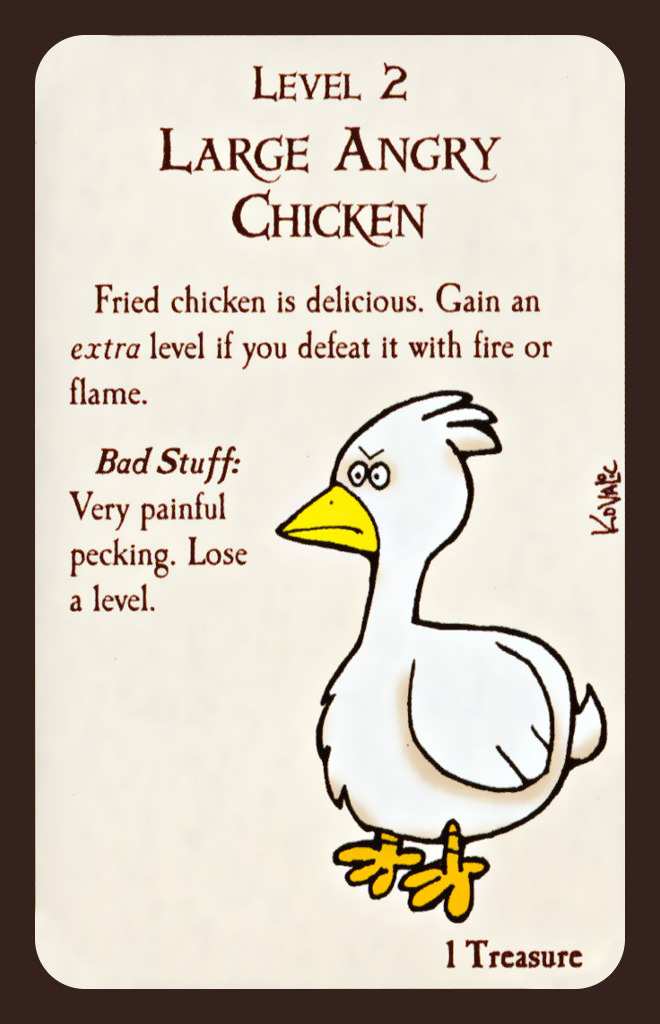 Level 2
Large Angry
Chicken
Fried chicken is delicious. Gain an
extra level if you defeat it with fire or
flame.
Bad Stuff:
Very painful
pecking. Lose
a level.
Kovalic
1 Treasure